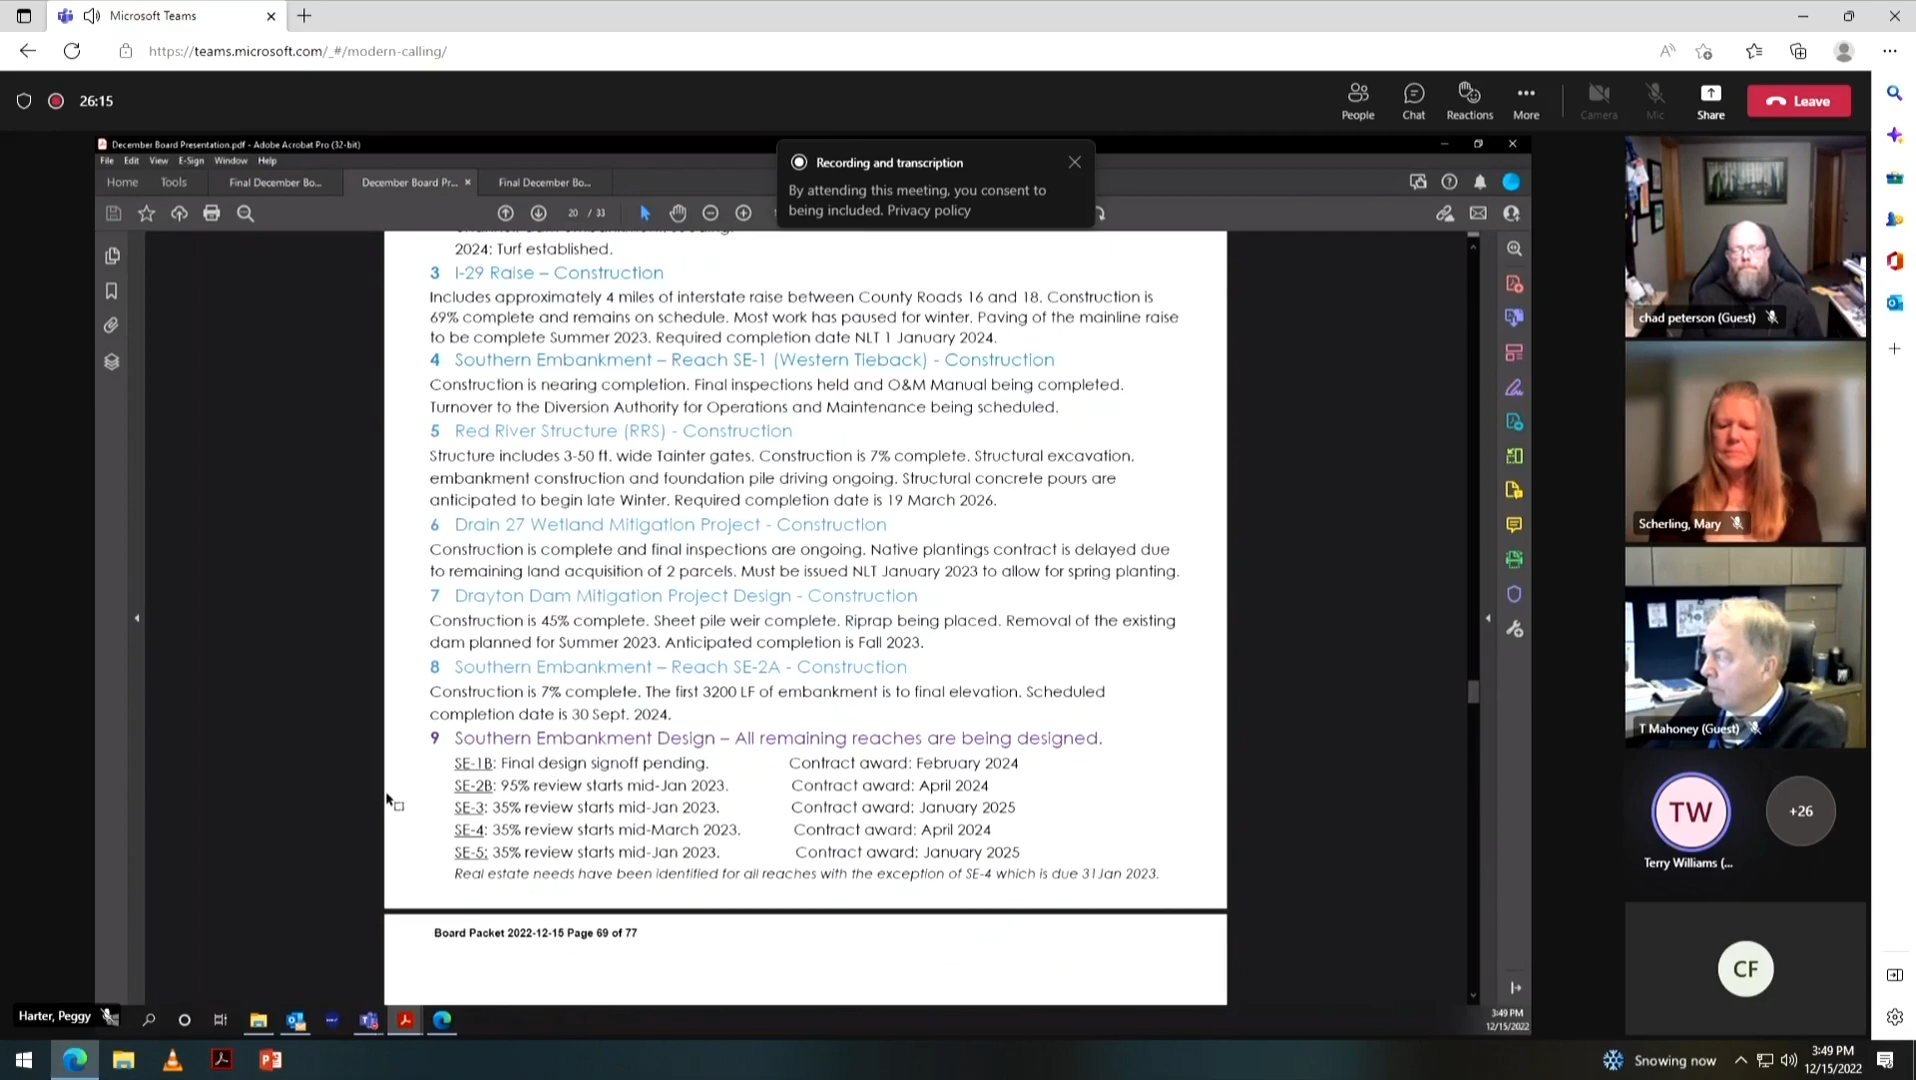 Microsoft Teams
https://teams.microsoft.com/_#/modern-calling/
26:15
People
Chat
Reactions
More
Camera
Mic
Share
Leave
December Board Presentation.pdf - Adobe Acrobat Pro (32-bit)
File Edit View E-Sign Window Help
Home Tools Final December Bo... December Board Pr... Final December Bo...
20 / 33
Recording and transcription
By attending this meeting, you consent to
being included. Privacy policy
2024: Turf established.
3 I-29 Raise – Construction
Includes approximately 4 miles of interstate raise between County Roads 16 and 18. Construction is
69% complete and remains on schedule. Most work has paused for winter. Paving of the mainline raise
to be complete Summer 2023. Required completion date NLT 1 January 2024.
4 Southern Embankment – Reach SE-1 (Western Tieback) - Construction
Construction is nearing completion. Final inspections held and O&M Manual being completed.
Turnover to the Diversion Authority for Operations and Maintenance being scheduled.
5 Red River Structure (RRS) - Construction
Structure includes 3-50 ft. wide Tainter gates. Construction is 7% complete. Structural excavation,
embankment construction and foundation pile driving ongoing. Structural concrete pours are
anticipated to begin late Winter. Required completion date is 19 March 2026.
6 Drain 27 Wetland Mitigation Project - Construction
Construction is complete and final inspections are ongoing. Native plantings contract is delayed due
to remaining land acquisition of 2 parcels. Must be issued NLT January 2023 to allow for spring planting.
7 Drayton Dam Mitigation Project Design - Construction
Construction is 45% complete. Sheet pile weir complete. Riprap being placed. Removal of the existing
dam planned for Summer 2023. Anticipated completion is Fall 2023.
8 Southern Embankment – Reach SE-2A - Construction
Construction is 7% complete. The first 3200 LF of embankment is to final elevation. Scheduled
completion date is 30 Sept. 2024.
9 Southern Embankment Design – All remaining reaches are being designed.
SE-1B: Final design signoff pending. Contract award: February 2024
SE-2B: 95% review starts mid-Jan 2023. Contract award: April 2024
SE-3: 35% review starts mid-Jan 2023. Contract award: January 2025
SE-4: 35% review starts mid-March 2023. Contract award: April 2024
SE-5: 35% review starts mid-Jan 2023. Contract award: January 2025
Real estate needs have been identified for all reaches with the exception of SE-4 which is due 31Jan 2023.
Board Packet 2022-12-15 Page 69 of 77
chad peterson (Guest)
Scherling, Mary
T Mahoney (Guest)
TW
+26
Terry Williams (...
CF
Harter, Peggy
3:49 PM
12/15/2022
Snowing now
3:49 PM
12/15/2022